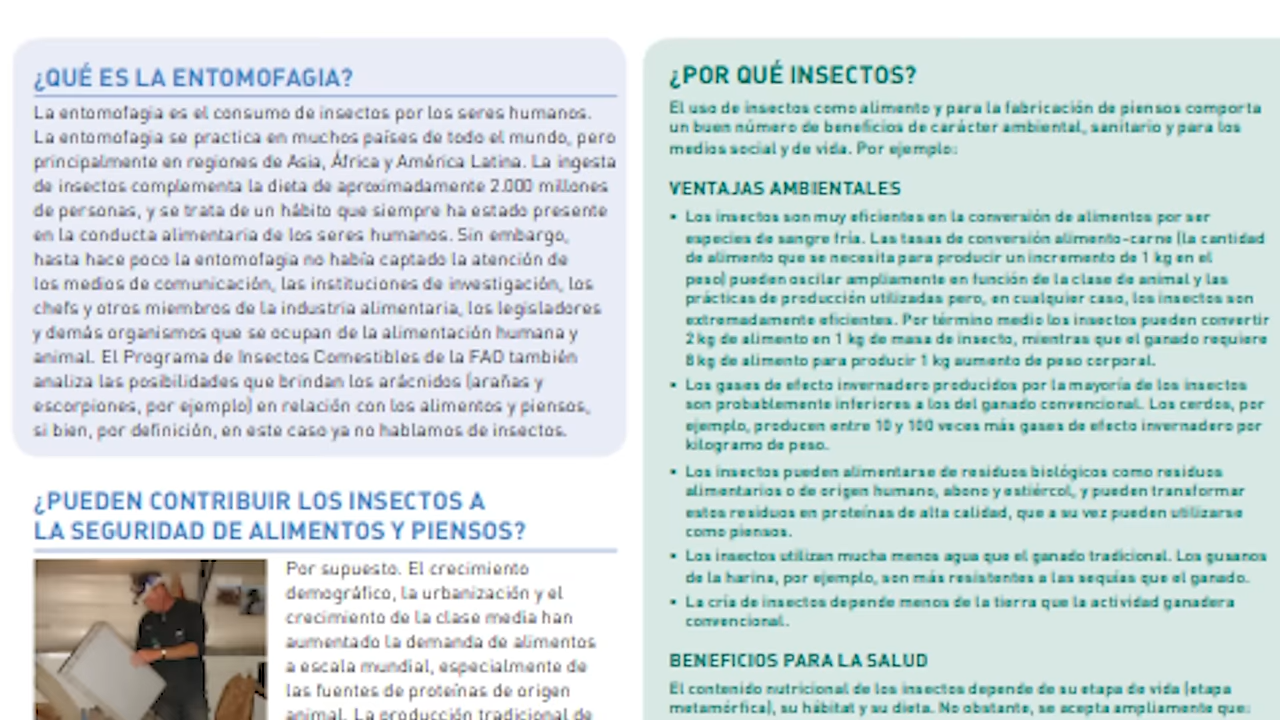 ¿QUÉ ES LA ENTOMOFAGIA?
La entomofagia es el consumo de insectos por los seres humanos.
La entomofagia se practica en muchos países de todo el mundo, pero
principalmente en regiones de Asia, África y América Latina. La ingesta
de insectos complementa la dieta de aproximadamente 2.000 millones
de personas, y se trata de un hábito que siempre ha estado presente
en la conducta alimentaria de los seres humanos. Sin embargo,
hasta hace poco la entomofagia no había captado la atención de
los medios de comunicación, las instituciones de investigación, los
chefs y otros miembros de la industria alimentaria, los legisladores
y demás organismos que se ocupan de la alimentación humana y
animal. El Programa de Insectos Comestibles de la FAO también
analiza las posibilidades que brindan los arácnidos (arañas y
escorpiones, por ejemplo) en relación con los alimentos y piensos,
si bien, por definición, en este caso ya no hablamos de insectos.
¿PUEDEN CONTRIBUIR LOS INSECTOS A
LA SEGURIDAD DE ALIMENTOS Y PIENSOS?
Por supuesto. El crecimiento
demográfico, la urbanización y el
crecimiento de la clase media han
aumentado la demanda de alimentos
a escala mundial, especialmente de
las fuentes de proteínas de origen
animal. La producción tradicional de
¿POR QUÉ INSECTOS?
El uso de insectos como alimento y para la fabricación de piensos comporta
un buen número de beneficios de carácter ambiental, sanitario y para los
medios social y de vida. Por ejemplo:
VENTAJAS AMBIENTALES
• Los insectos son muy eficientes en la conversión de alimentos por ser
especies de sangre fría. Las tasas de conversión alimento-carne (la cantidad
de alimento que se necesita para producir un incremento de 1 kg en el
peso) pueden oscilar ampliamente en función de la clase de animal y las
prácticas de producción utilizadas pero, en cualquier caso, los insectos son
extremadamente eficientes. Por término medio los insectos pueden convertir
2 kg de alimento en 1 kg de masa de insecto, mientras que el ganado requiere
8 kg de alimento para producir 1 kg aumento de peso corporal.
• Los gases de efecto invernadero producidos por la mayoría de los insectos
son probablemente inferiores a los del ganado convencional. Los cerdos, por
ejemplo, producen entre 10 y 100 veces más gases de efecto invernadero por
kilogramo de peso.
• Los insectos pueden alimentarse de residuos biológicos como residuos
alimentarios o de origen humano, abono y estiércol, y pueden transformar
estos residuos en proteínas de alta calidad, que a su vez pueden utilizarse
como piensos.
• Los insectos utilizan mucha menos agua que el ganado tradicional. Los gusanos
de la harina, por ejemplo, son más resistentes a las sequías que el ganado.
• La cría de insectos depende menos de la tierra que la actividad ganadera
convencional.
BENEFICIOS PARA LA SALUD
El contenido nutricional de los insectos depende de su etapa de vida (etapa
metamórfica), su hábitat y su dieta. No obstante, se acepta ampliamente que: